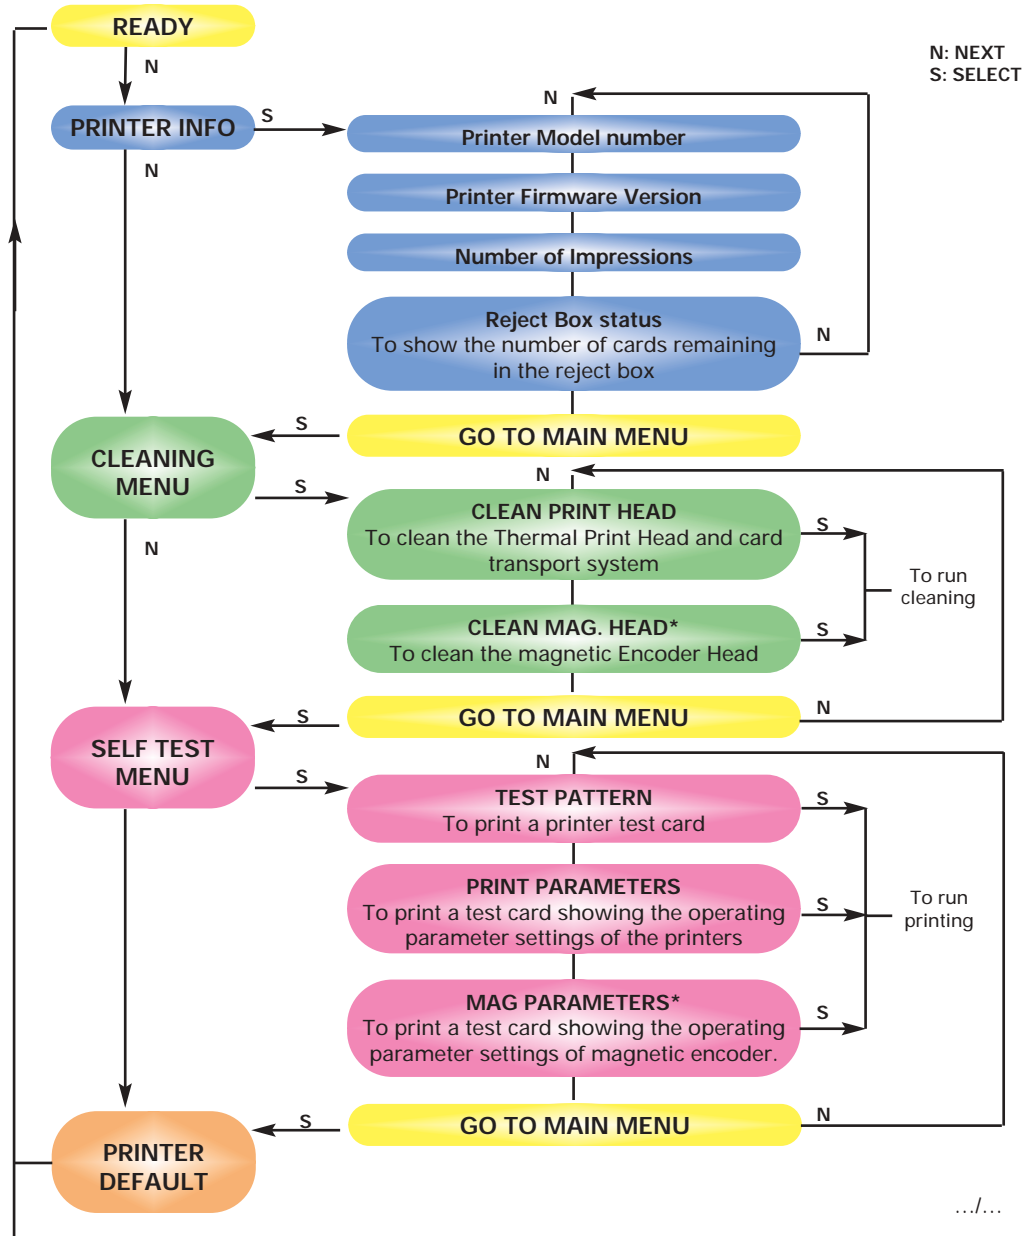 READY
N: NEXT
S: SELECT
N
N
PRINTER INFO
S
Printer Model number
N
Printer Firmware Version
Number of Impressions
Reject Box status
To show the number of cards remaining
in the reject box
N
S
GO TO MAIN MENU
CLEANING
MENU
N
S
CLEAN PRINT HEAD
To clean the Thermal Print Head and card
transport system
S
N
To run
cleaning
CLEAN MAG. HEAD*
To clean the magnetic Encoder Head
S
S
GO TO MAIN MENU
N
SELF TEST
MENU
N
S
TEST PATTERN
To print a printer test card
S
PRINT PARAMETERS
To print a test card showing the operating
parameter settings of the printers
S
To run
printing
MAG PARAMETERS*
To print a test card showing the operating
parameter settings of magnetic encoder.
S
S
GO TO MAIN MENU
N
PRINTER
DEFAULT
.../...